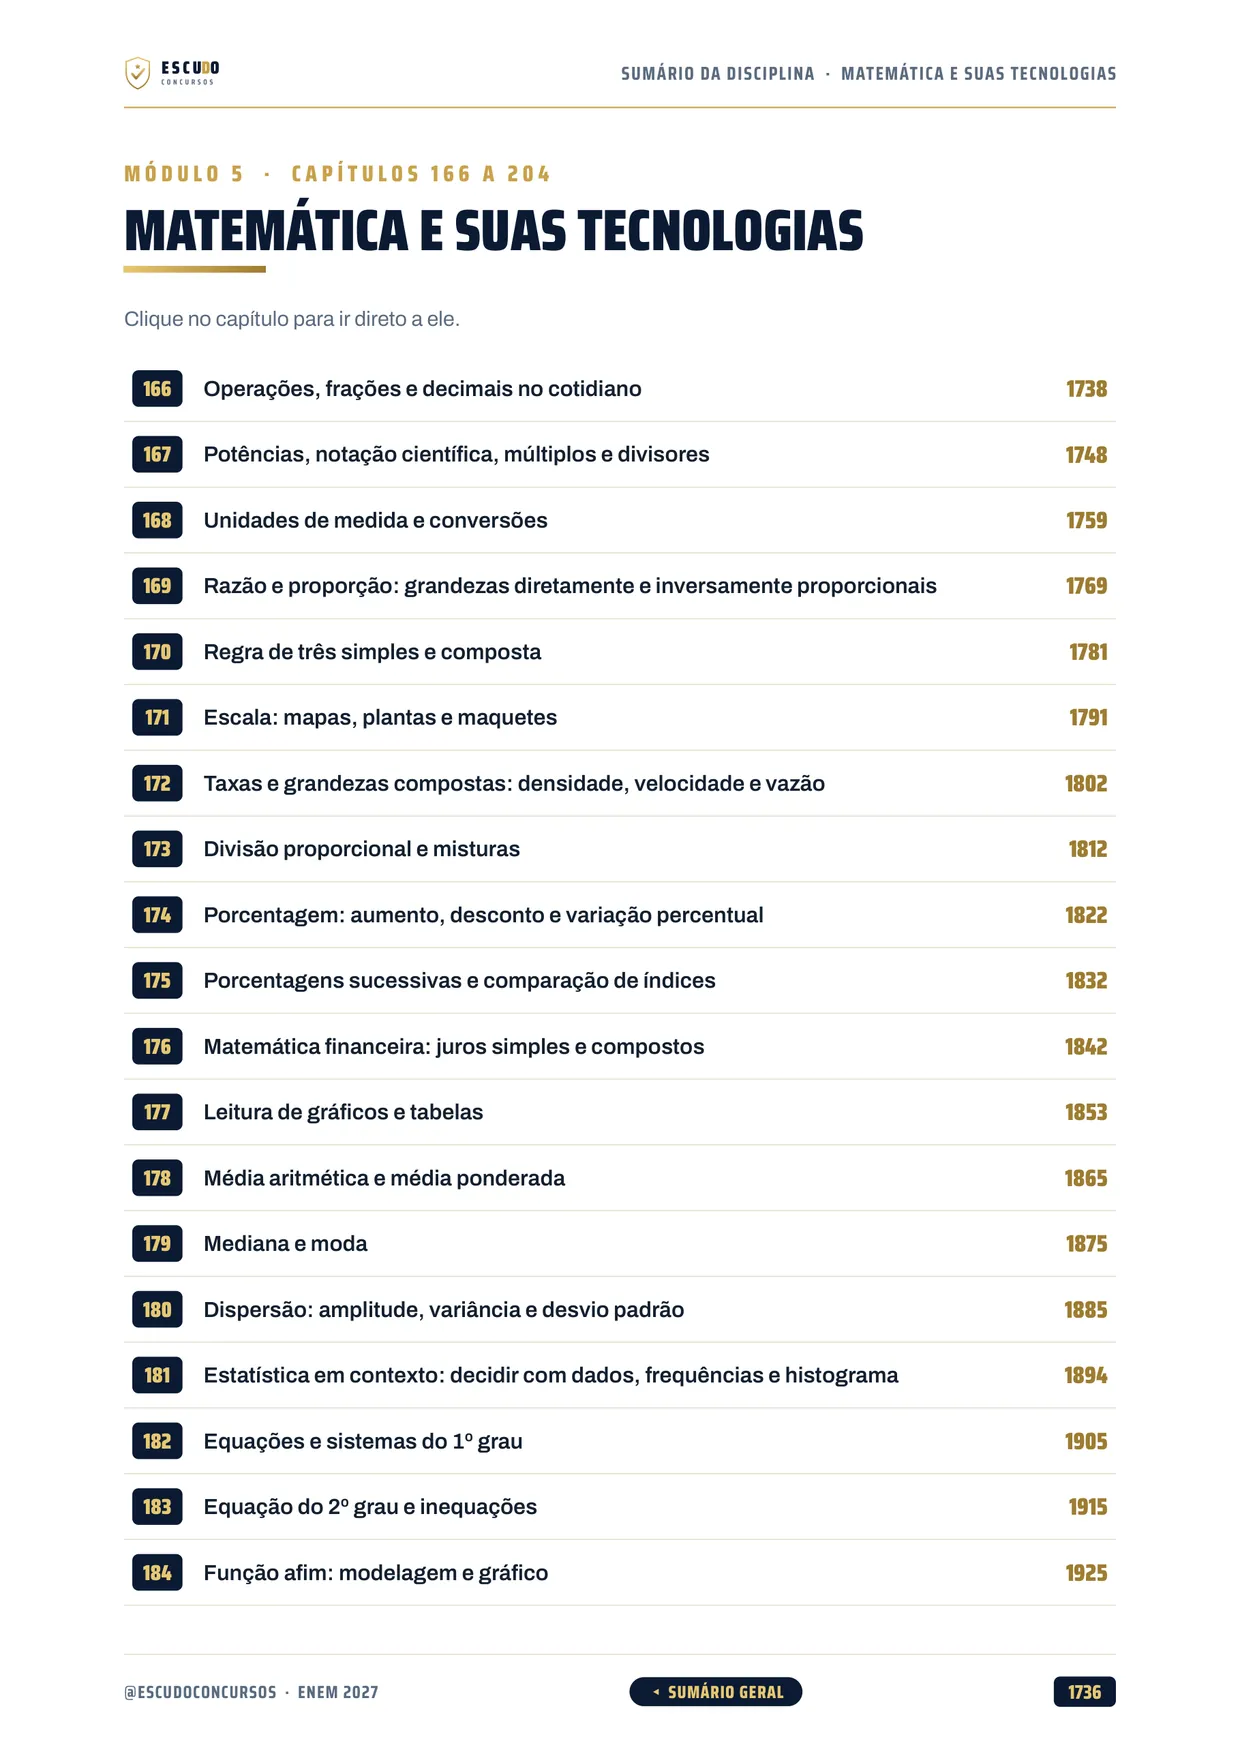 ESCUDO
CONCURSOS
SUMÁRIO DA DISCIPLINA · MATEMÁTICA E SUAS TECNOLOGIAS
MÓDULO 5 · CAPÍTULOS 166 A 204
MATEMÁTICA E SUAS TECNOLOGIAS
Clique no capítulo para ir direto a ele.
166 Operações, frações e decimais no cotidiano 1738
167 Potências, notação científica, múltiplos e divisores 1748
168 Unidades de medida e conversões 1759
169 Razão e proporção: grandezas diretamente e inversamente proporcionais 1769
170 Regra de três simples e composta 1781
171 Escala: mapas, plantas e maquetes 1791
172 Taxas e grandezas compostas: densidade, velocidade e vazão 1802
173 Divisão proporcional e misturas 1812
174 Porcentagem: aumento, desconto e variação percentual 1822
175 Porcentagens sucessivas e comparação de índices 1832
176 Matemática financeira: juros simples e compostos 1842
177 Leitura de gráficos e tabelas 1853
178 Média aritmética e média ponderada 1865
179 Mediana e moda 1875
180 Dispersão: amplitude, variância e desvio padrão 1885
181 Estatística em contexto: decidir com dados, frequências e histograma 1894
182 Equações e sistemas do 1º grau 1905
183 Equação do 2º grau e inequações 1915
184 Função afim: modelagem e gráfico 1925
@ESCUDOCONCURSOS · ENEM 2027 ◂ SUMÁRIO GERAL 1736